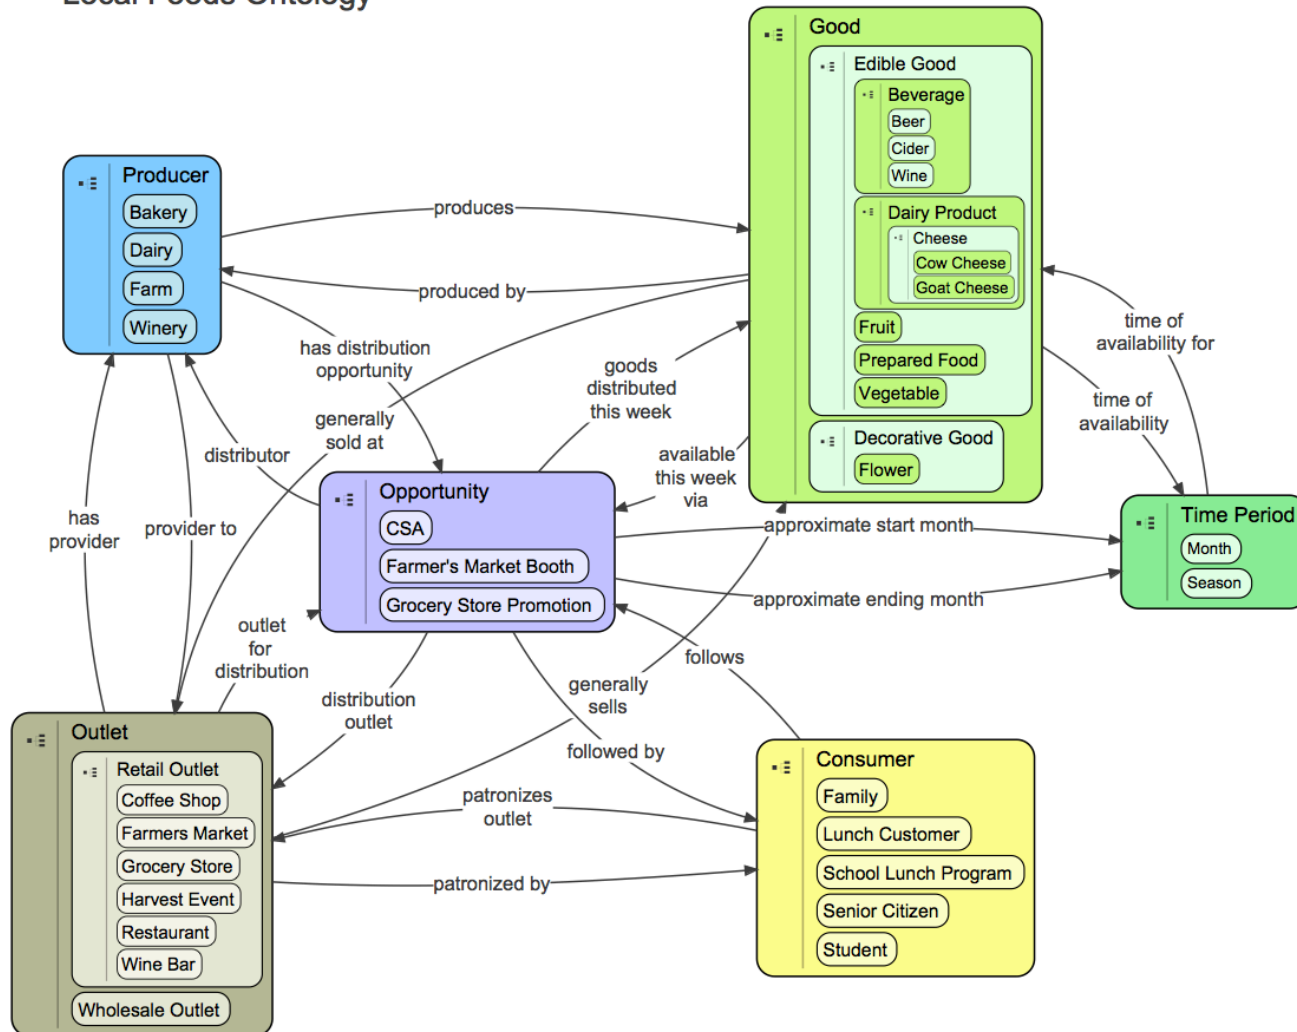 Local Foods Ontology
Good
Edible Good
Beverage
Beer
Cider
Wine
Dairy Product
Cheese
Cow Cheese
Goat Cheese
Fruit
Prepared Food
Vegetable
Decorative Good
Flower
Producer
Bakery
Dairy
Farm
Winery
produces
produced by
has distribution
opportunity
goods
distributed
this week
generally
sold at
distributor
available
this week
via
time of
availability for
time of
availability
has
provider
provider to
Opportunity
CSA
Farmer's Market Booth
Grocery Store Promotion
approximate start month
approximate ending month
Time Period
Month
Season
outlet
for
distribution
distribution
outlet
generally
sells
follows
followed by
patronizes
outlet
patronized by
Outlet
Retail Outlet
Coffee Shop
Farmers Market
Grocery Store
Harvest Event
Restaurant
Wine Bar
Wholesale Outlet
Consumer
Family
Lunch Customer
School Lunch Program
Senior Citizen
Student